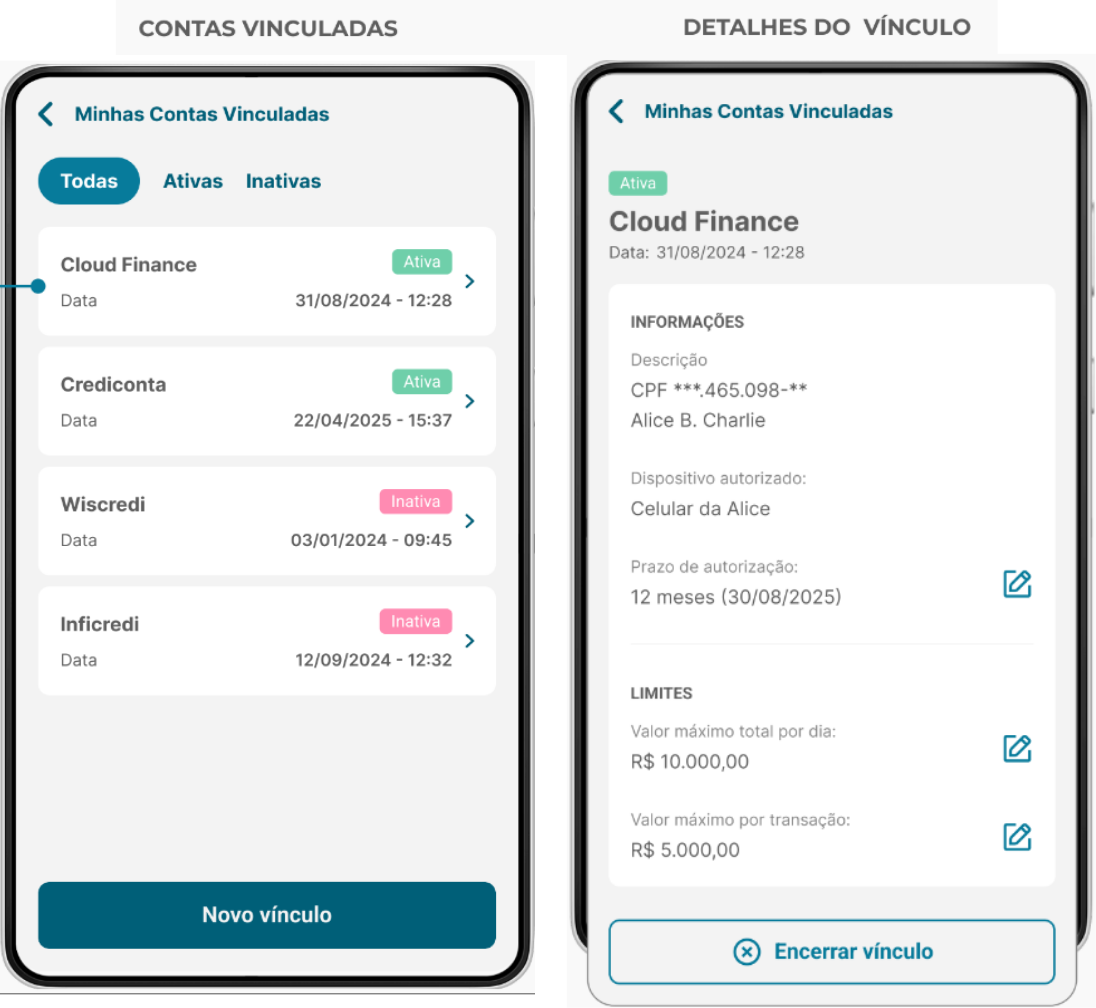 CONTAS VINCULADAS
Minhas Contas Vinculadas
Todas Ativas Inativas
Cloud Finance Ativa
Data 31/08/2024 - 12:28
Crediconta Ativa
Data 22/04/2025 - 15:37
Wiscredi Inativa
Data 03/01/2024 - 09:45
Inficredi Inativa
Data 12/09/2024 - 12:32
Novo vínculo
DETALHES DO VÍNCULO
Minhas Contas Vinculadas
Ativa
Cloud Finance
Data: 31/08/2024 - 12:28
INFORMAÇÕES
Descrição
CPF ***.465.098-**
Alice B. Charlie
Dispositivo autorizado:
Celular da Alice
Prazo de autorização:
12 meses (30/08/2025)
LIMITES
Valor máximo total por dia:
R$ 10.000,00
Valor máximo por transação:
R$ 5.000,00
Encerrar vínculo